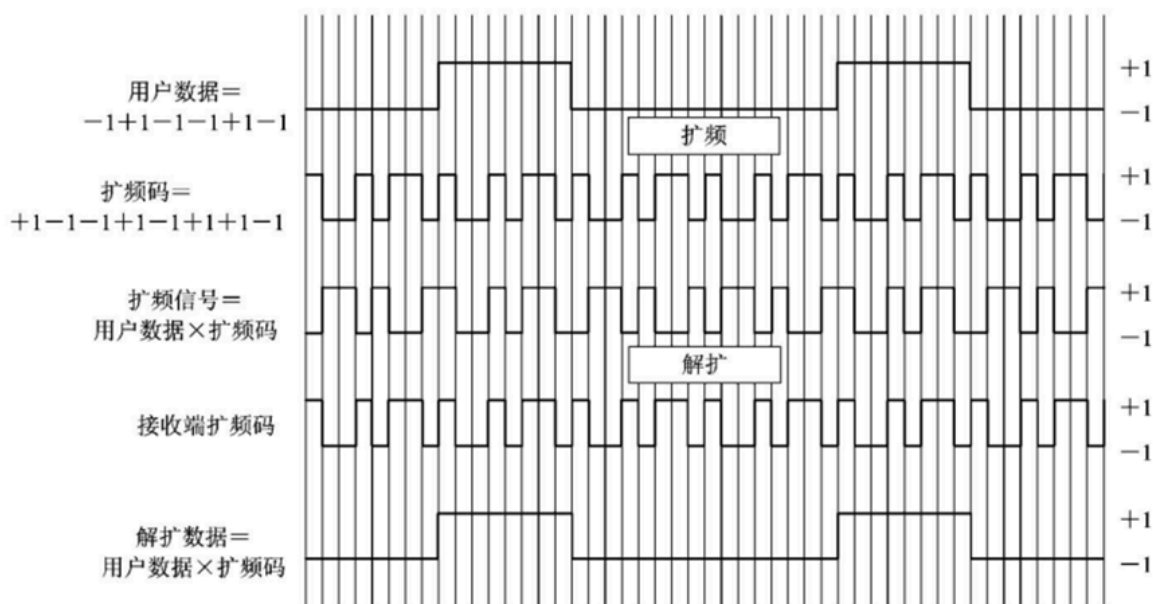 +1
用户数据=
-1+1-1-1+1-1
-1
扩频
扩频码=
+1-1-1+1-1+1+1-1
+1
-1
扩频信号=
用户数据×扩频码
+1
-1
解扩
接收端扩频码
+1
-1
解扩数据=
用户数据×扩频码
+1
-1